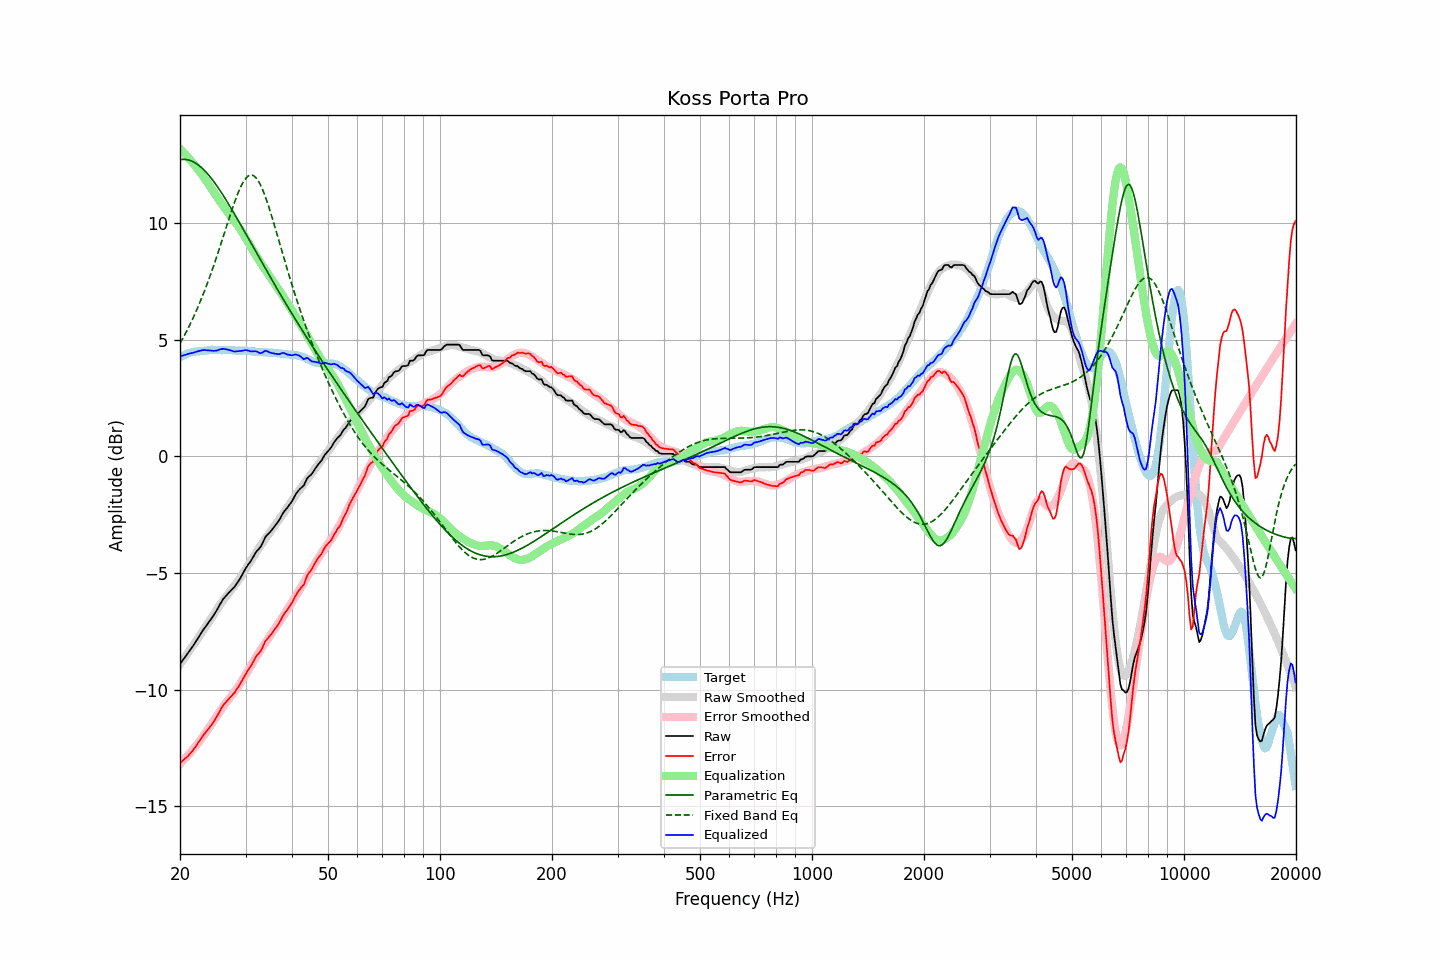 Koss Porta Pro
Amplitude (dBr)
10
5
0
−5
−10
−15
Target
Raw Smoothed
Error Smoothed
Raw
Error
Equalization
Parametric Eq
Fixed Band Eq
Equalized
20 50 100 200 500 1000 2000 5000 10000 20000
Frequency (Hz)